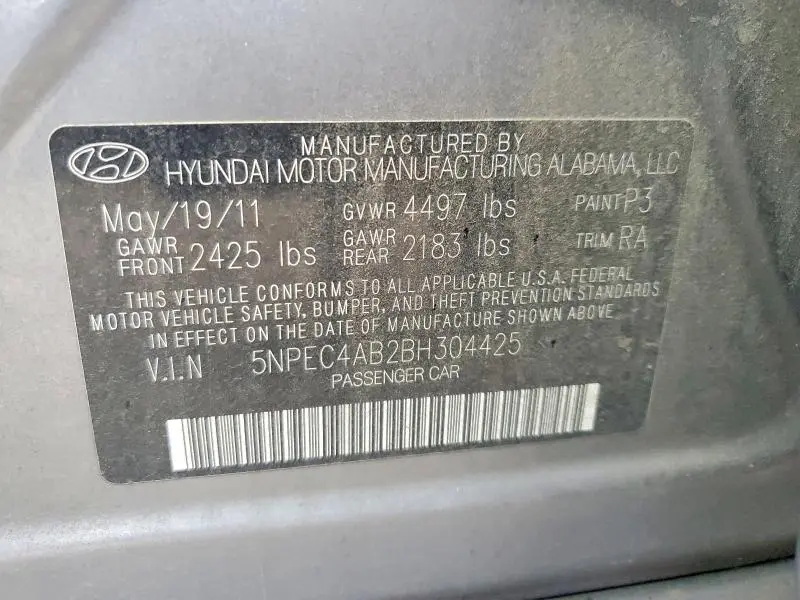 MANUFACTURED BY
HYUNDAI MOTOR MANUFACTURING ALABAMA, LLC
May/19/11 GVWR 4497 lbs PAINT P3
GAWR FRONT 2425 lbs GAWR REAR 2183 lbs TRIM RA
THIS VEHICLE CONFORMS TO ALL APPLICABLE U.S.A. FEDERAL
MOTOR VEHICLE SAFETY, BUMPER, AND THEFT PREVENTION STANDARDS
IN EFFECT ON THE DATE OF MANUFACTURE SHOWN ABOVE.
V.I.N 5NPEC4AB2BH304425
PASSENGER CAR